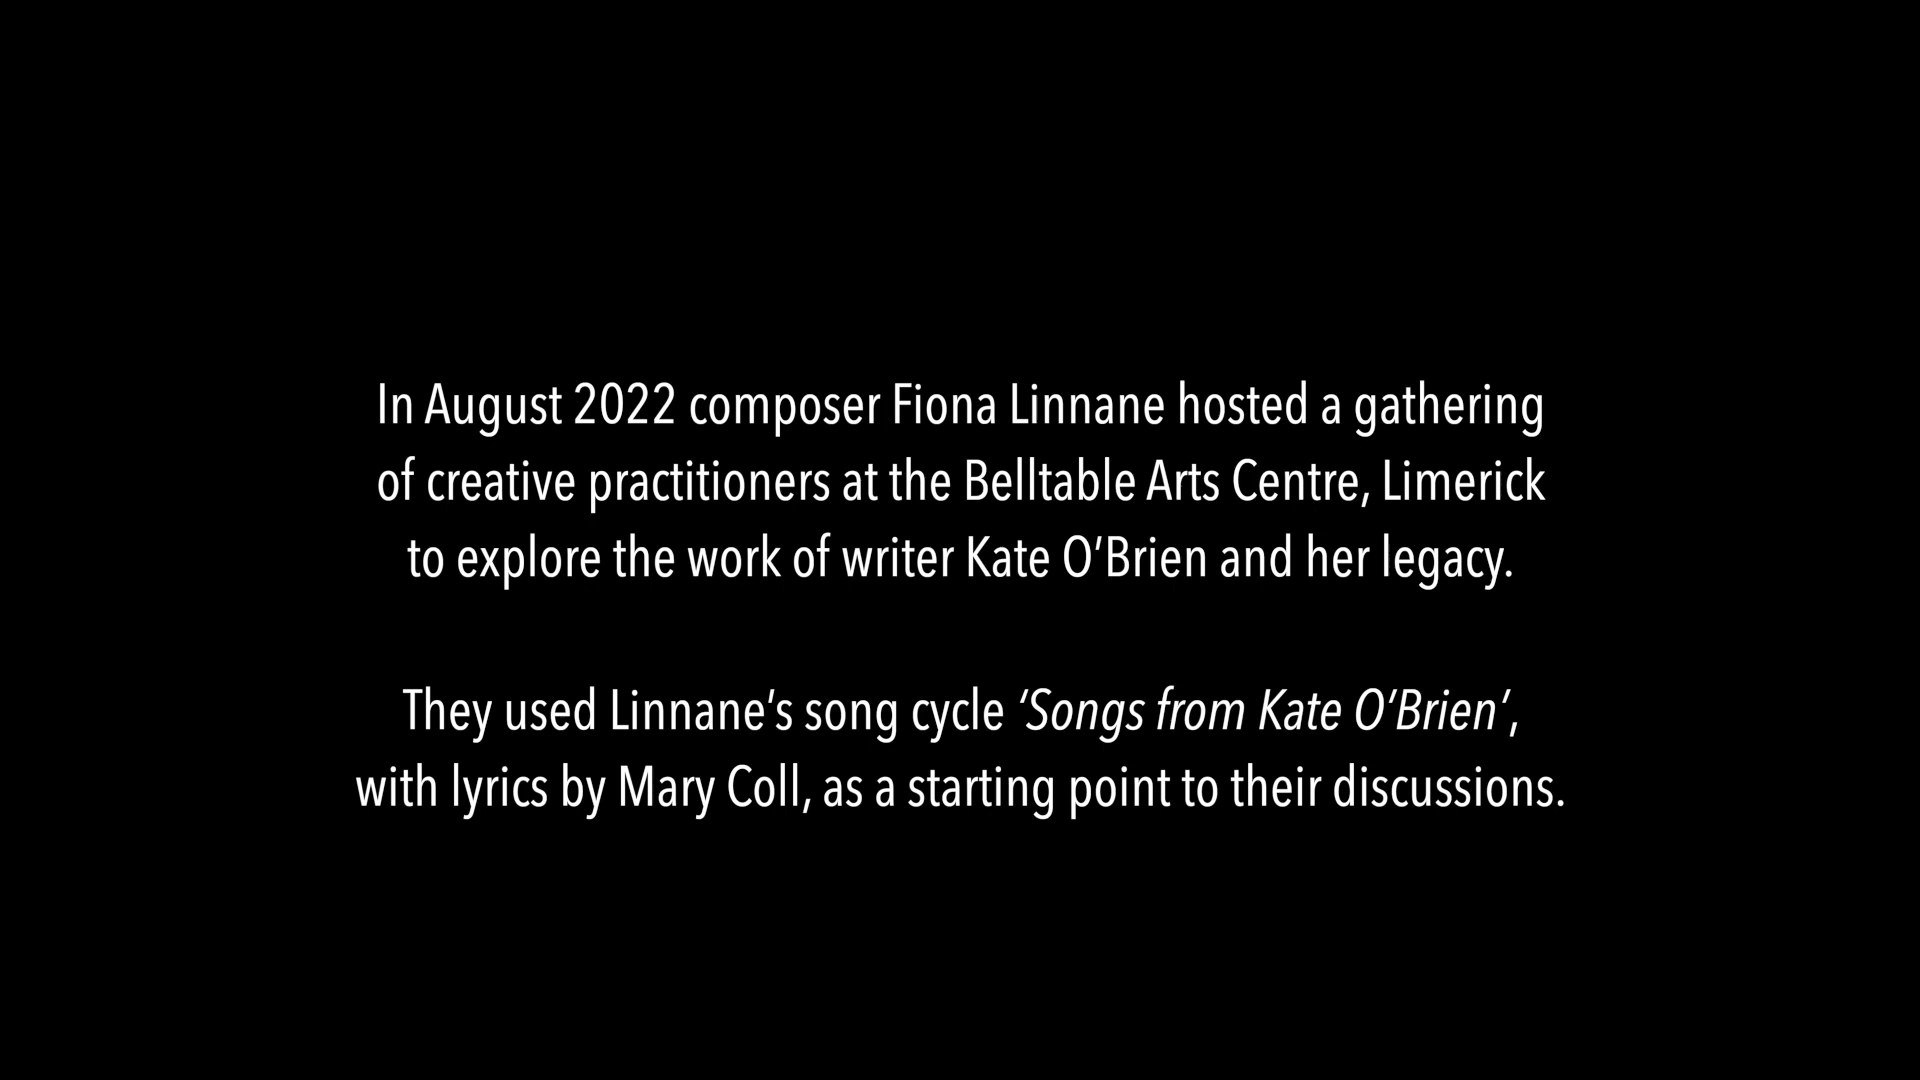 In August 2022 composer Fiona Linnane hosted a gathering
of creative practitioners at the Belltable Arts Centre, Limerick
to explore the work of writer Kate O’Brien and her legacy.
They used Linnane’s song cycle ‘Songs from Kate O’Brien’,
with lyrics by Mary Coll, as a starting point to their discussions.